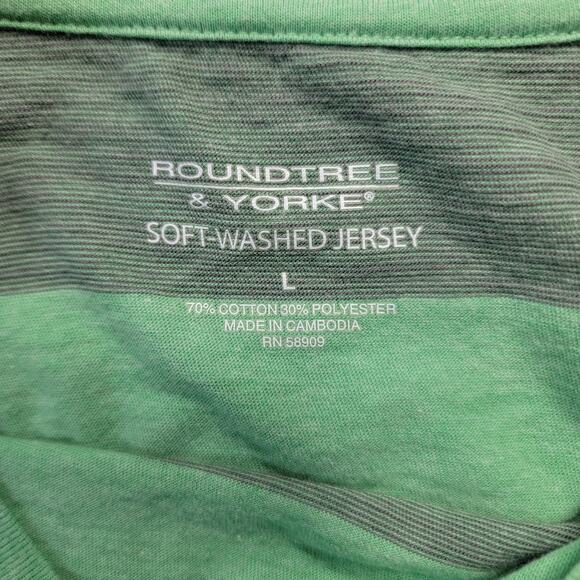 ROUNDTREE
& YORKE®
SOFT-WASHED JERSEY
L
70% COTTON 30% POLYESTER
MADE IN CAMBODIA
RN 58909